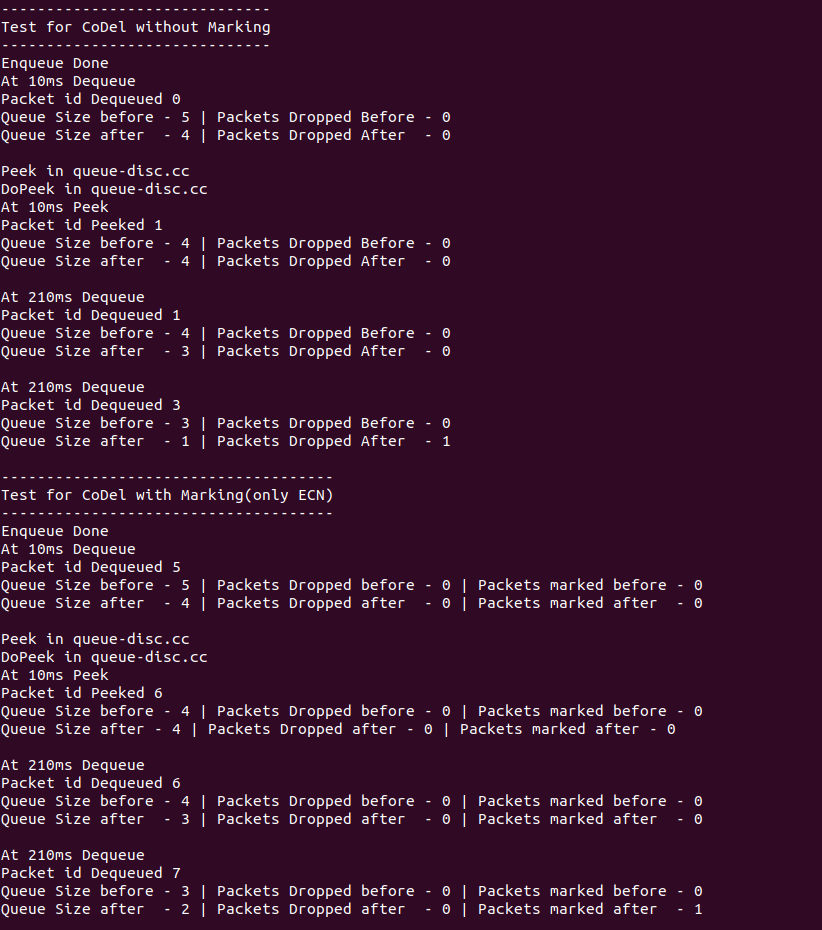 ------------------------------
Test for CoDel without Marking
------------------------------
Enqueue Done
At 10ms Dequeue
Packet id Dequeued 0
Queue Size before - 5 | Packets Dropped Before - 0
Queue Size after  - 4 | Packets Dropped After  - 0

Peek in queue-disc.cc
DoPeek in queue-disc.cc
At 10ms Peek
Packet id Peeked 1
Queue Size before - 4 | Packets Dropped Before - 0
Queue Size after  - 4 | Packets Dropped After  - 0

At 210ms Dequeue
Packet id Dequeued 1
Queue Size before - 4 | Packets Dropped Before - 0
Queue Size after  - 3 | Packets Dropped After  - 0

At 210ms Dequeue
Packet id Dequeued 3
Queue Size before - 3 | Packets Dropped Before - 0
Queue Size after  - 1 | Packets Dropped After  - 1

-------------------------------------
Test for CoDel with Marking(only ECN)
-------------------------------------
Enqueue Done
At 10ms Dequeue
Packet id Dequeued 5
Queue Size before - 5 | Packets Dropped before - 0 | Packets marked before - 0
Queue Size after  - 4 | Packets Dropped after  - 0 | Packets marked after  - 0

Peek in queue-disc.cc
DoPeek in queue-disc.cc
At 10ms Peek
Packet id Peeked 6
Queue Size before - 4 | Packets Dropped before - 0 | Packets marked before - 0
Queue Size after - 4 | Packets Dropped after - 0 | Packets marked after - 0

At 210ms Dequeue
Packet id Dequeued 6
Queue Size before - 4 | Packets Dropped before - 0 | Packets marked before - 0
Queue Size after  - 3 | Packets Dropped after  - 0 | Packets marked after  - 0

At 210ms Dequeue
Packet id Dequeued 7
Queue Size before - 3 | Packets Dropped before - 0 | Packets marked before - 0
Queue Size after  - 2 | Packets Dropped after  - 0 | Packets marked after  - 1